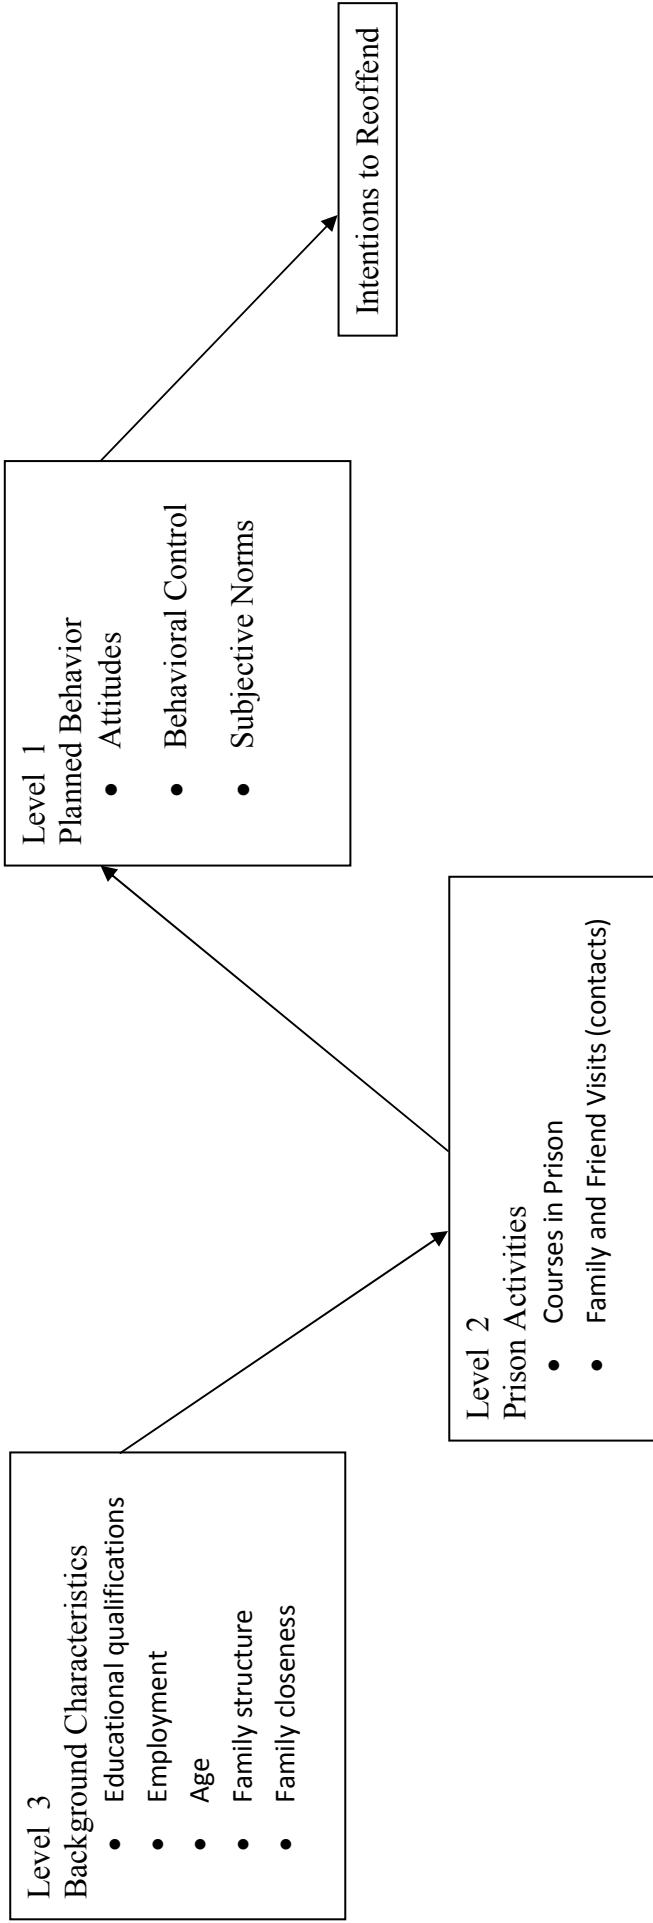 Level 3
Background Characteristics
• Educational qualifications
• Employment
• Age
• Family structure
• Family closeness
Level 2
Prison Activities
• Courses in Prison
• Family and Friend Visits (contacts)
Level 1
Planned Behavior
• Attitudes
• Behavioral Control
• Subjective Norms
Intentions to Reoffend